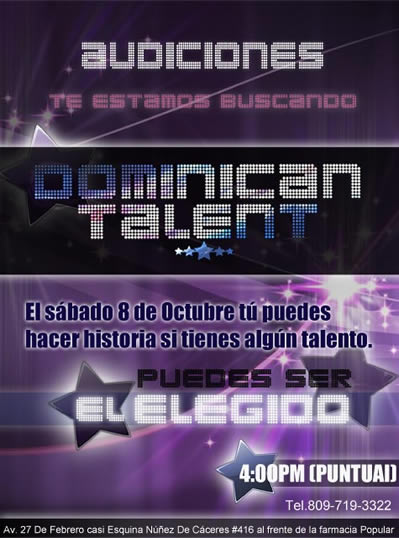 AUDICIONES
TE ESTAMOS BUSCANDO
DOMINICAN
TALENT
El sábado 8 de Octubre tú puedes
hacer historia si tienes algún talento.
PUEDES SER
EL ELEGIDO
4:00PM (PUNTUAl)
Tel.809-719-3322
Av. 27 De Febrero casi Esquina Núñez De Cáceres #416 al frente de la farmacia Popular